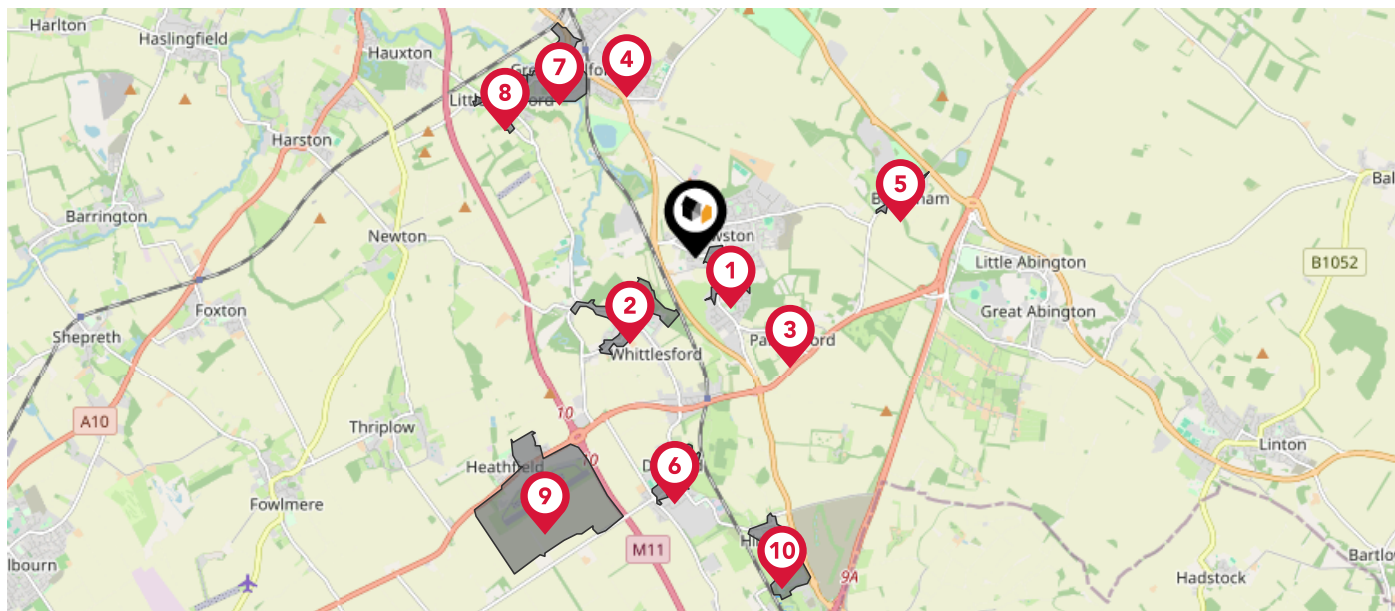 Harlton
Haslingfield
Hauxton
4
7
8
Harston
5
Barrington
Newton
B1052
Little Abington
Great Abington
1
2
3
Foxton
Shepreth
Whittlesford
A10
10
Thriplow
Linton
Heathfield
10
6
9
Fowlmere
M11
10
9A
Hadstock